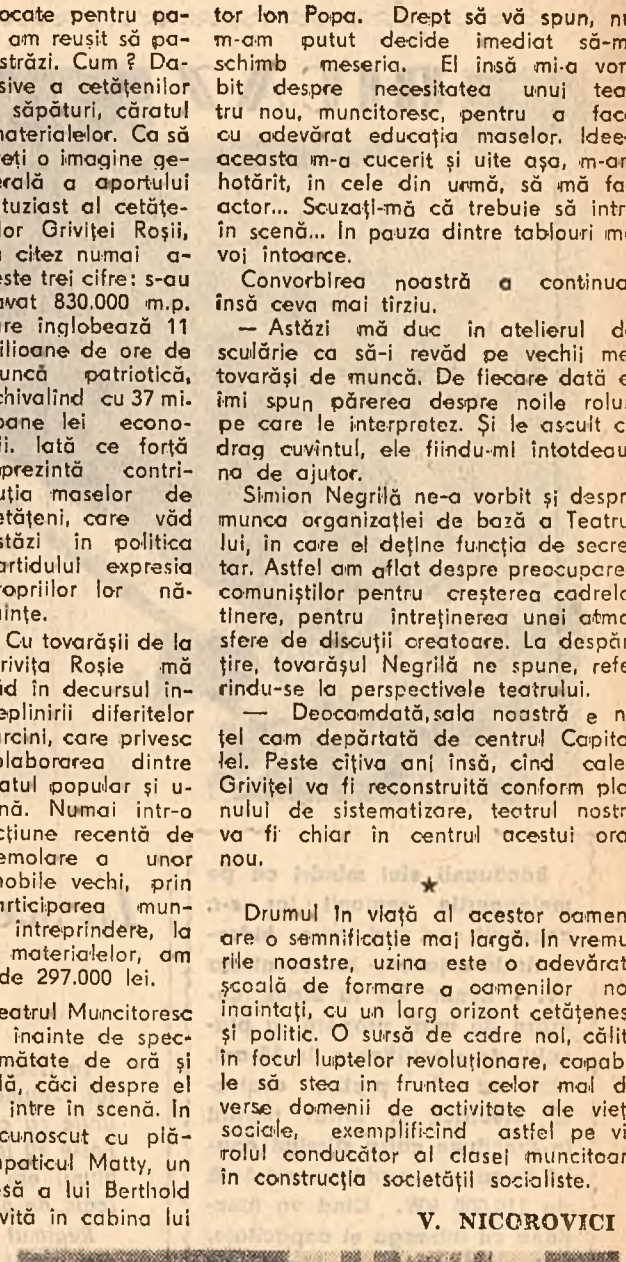 ocate pentru pa-
am reușit să pa-
străzi. Cum ? Da-
sive a cetățenilor
săpături, căratul
naterialelor. Ca să
reți o imagine ge-
erală a aportului
tuziast al cetățe-
lor Griviței Roșii,
citez numai a-
este trei cifre: s-au
avat 830.000 m.p.
are înglobează 11
ilioane de ore de
uncă patriotică,
chivalînd cu 37 mi-
oane lei econo-
ii. Iată ce forță
prezintă contri-
uția maselor de
etățeni, care văd
stăzi în politica
artidului expresia
ropriilor lor nă-
ințe.
Cu tovarășii de la
rivița Roșie mă
ăd în decursul în-
eplinirii diferitelor
arcini, care privesc
olaborarea dintre
atul popular și u-
nă. Numai intr-o
cțiune recentă de
emolare a unor
nobile vechi, prin
articiparea mun-
întreprindere, la
materialelor, am
de 297.000 lei.
eatrul Muncitoresc
înainte de spec-
mătate de oră și
lă, căci despre el
intre în scenă. În
cunoscut cu plă-
npaticul Matty, un
esă a lui Berthold
vită în cabina lui
tor Ion Popa. Drept să vă spun, nu
m-am putut decide imediat să-m
schimb meseria. El însă mi-a vor
bit despre necesitatea unui tea
tru nou, muncitoresc, pentru a face
cu adevărat educația maselor. Idee
aceasta m-a cucerit și uite așa, m-am
hotărît, în cele din urmă, să mă fa
actor... Scuzați-mă că trebuie să intr
în scenă... În pauza dintre tablouri m
voi întoarce.
Convorbirea noastră a continua
însă ceva mai tîrziu.
— Astăzi mă duc in atelierul d
sculărie ca să-i revăd pe vechii me
tovarăși de muncă. De fiecare dată e
îmi spun părerea despre noile rolu
pe care le interpretez. Și le ascult c
drag cuvîntul, ele fiindu-mi întotdeau
na de ajutor.
Simion Negrilă ne-a vorbit și despr
munca organizației de bază a Teatru
lui, în care el deține funcția de secre
tar. Astfel am aflat despre preocupare
comuniștilor pentru creșterea cadrelo
tinere, pentru întreținerea unei atmo
sfere de discuții creatoare. La despăr
țire, tovarășul Negrilă ne spune, refe
rindu-se la perspectivele teatrului.
— Deocamdată, sala noastră e n
țel cam depărtată de centrul Capita
lei. Peste cîțiva ani însă, cînd cale
Griviței va fi reconstruită conform pla
nului de sistematizare, teatrul nostr
va fi chiar în centrul acestui ora
nou.
★
Drumul în viață al acestor oamen
are o semnificație mai largă. În vremu
rile noastre, uzina este o adevărat
școală de formare a oamenilor no
înaintați, cu un larg orizont cetățenes
și politic. O sursă de cadre noi, călit
în focul luptelor revoluționare, capab
le să stea in fruntea celor mai d
verse domenii de activitate ale vieț
sociale, exemplificînd astfel pe vi
rolul conducător al clasei muncitoar
în construcția societății socialiste.
V. NICOROVICI